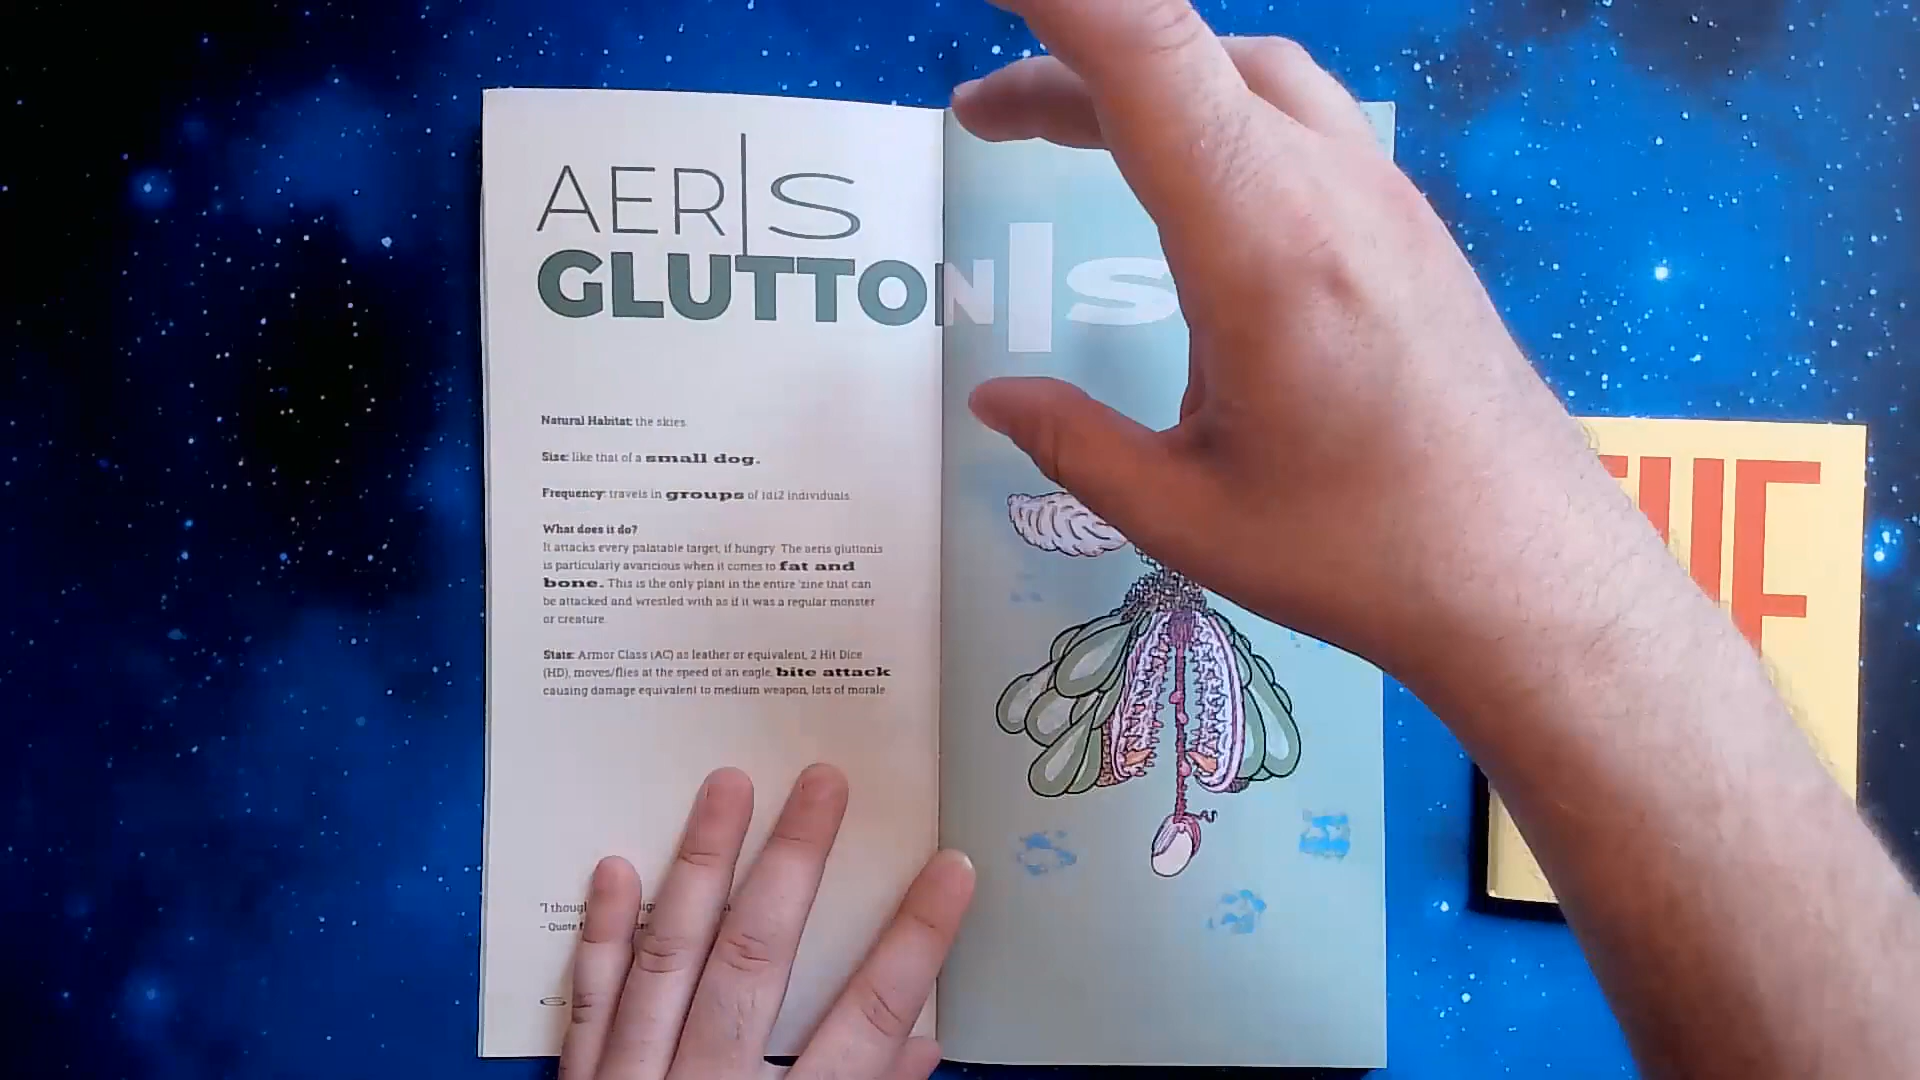 AERIS
GLUTTONIS
Natural Habitat: the skies.
Size: like that of a small dog.
Frequency: travels in groups of 1d12 individuals.
What does it do?
It attacks every palatable target, if hungry. The aeris gluttonis
is particularly avaricious when it comes to fat and
bone. This is the only plant in the entire 'zine that can
be attacked and wrestled with as if it was a regular monster
or creature.
Stats: Armor Class (AC) as leather or equivalent, 2 Hit Dice
(HD), moves/flies at the speed of an eagle, bite attack
causing damage equivalent to medium weapon, lots of morale.
"I
– Quote
6
THE